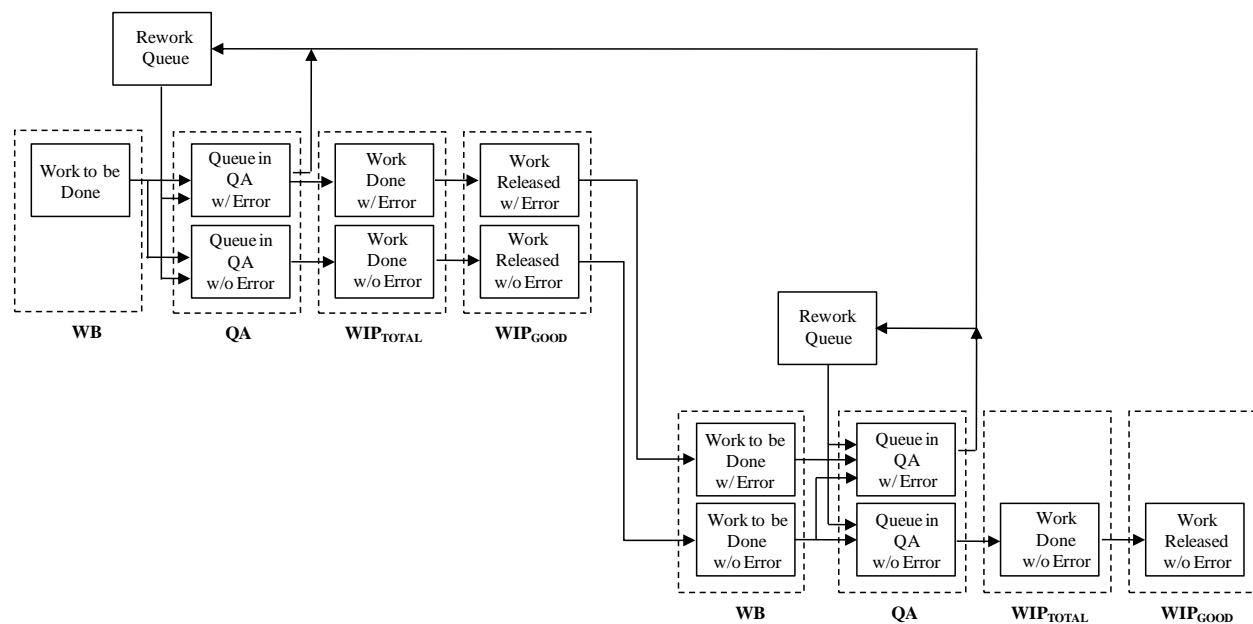 Rework
Queue
Work to be
Done
Queue in
QA
w/ Error
Work
Done
w/ Error
Work
Released
w/ Error
Queue in
QA
w/o Error
Work
Done
w/o Error
Work
Released
w/o Error
WB
QA
WIPTOTAL
WIPGOOD
Rework
Queue
Work to be
Done
w/ Error
Queue in
QA
w/ Error
Work to be
Done
w/o Error
Queue in
QA
w/o Error
Work
Done
w/o Error
Work
Released
w/o Error
WB
QA
WIPTOTAL
WIPGOOD